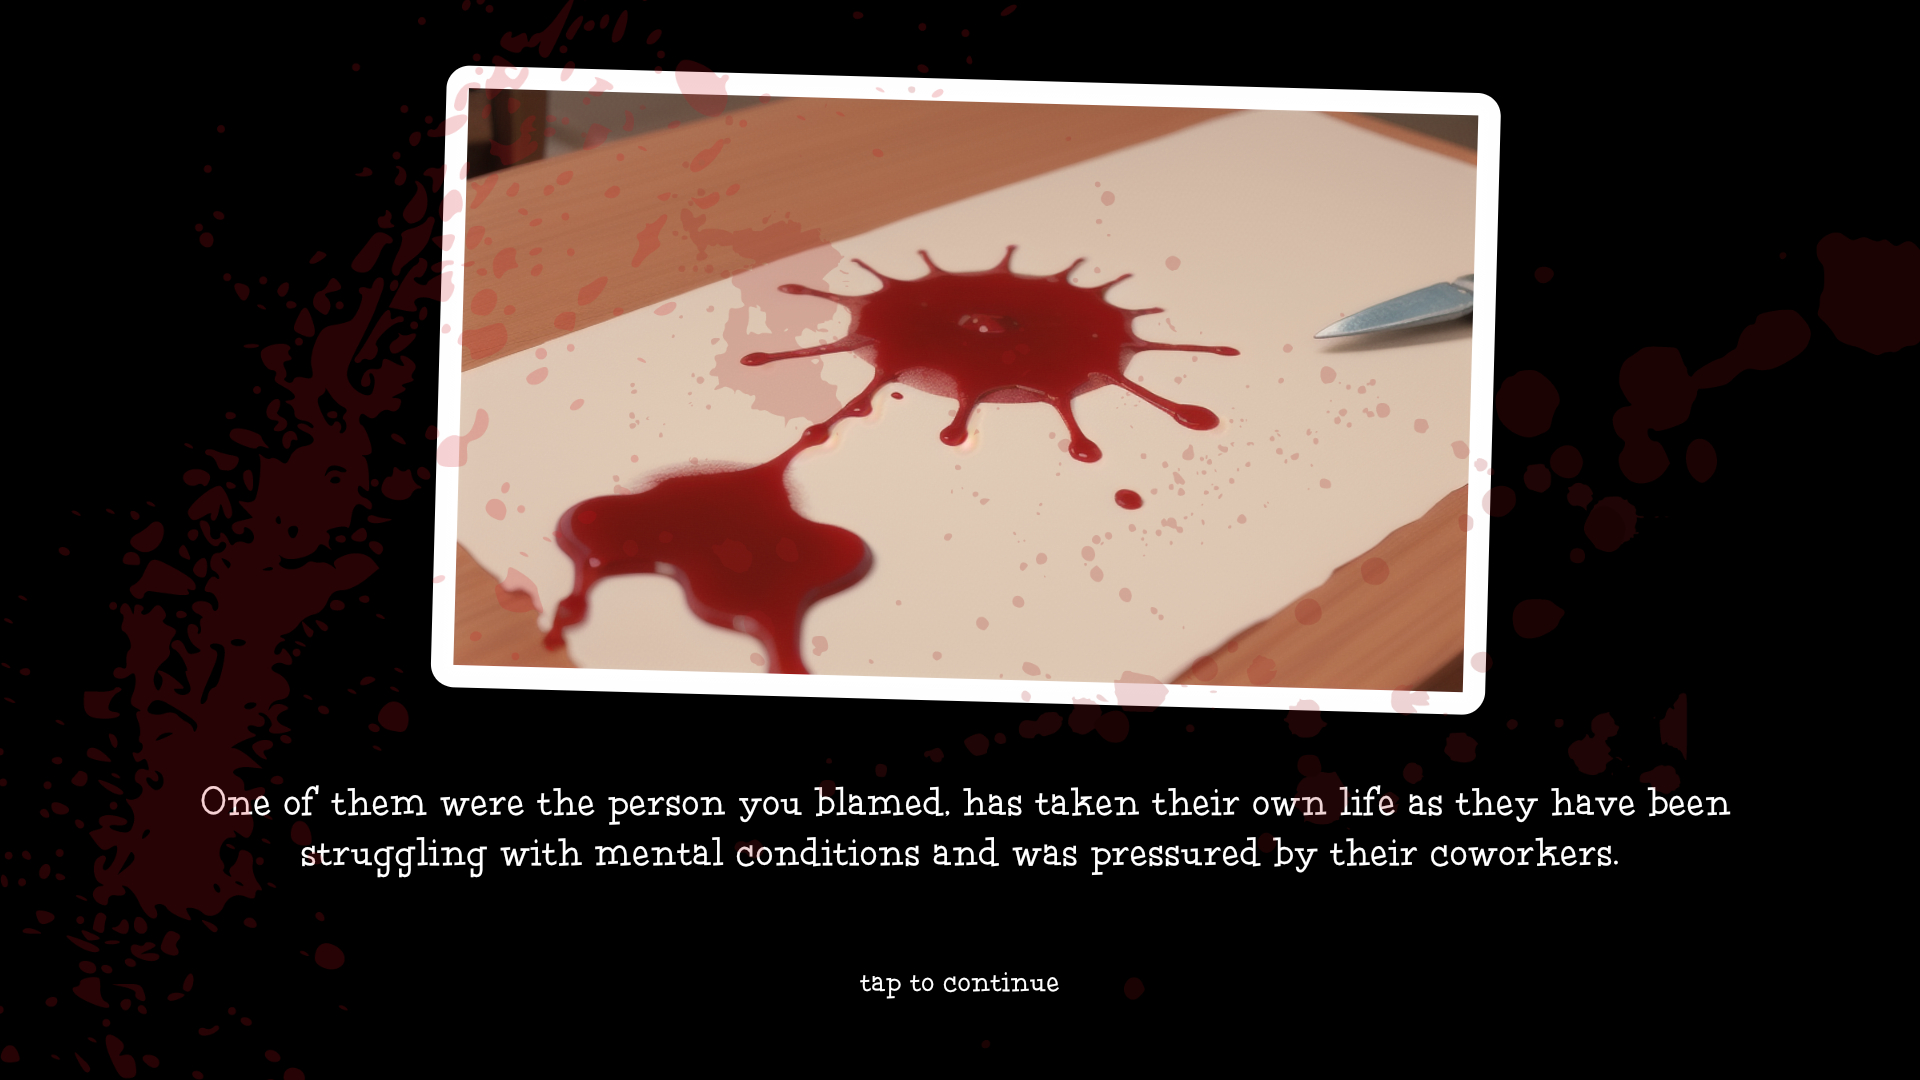 One of them were the person you blamed, has taken their own life as they have been
struggling with mental conditions and was pressured by their coworkers.
tap to continue